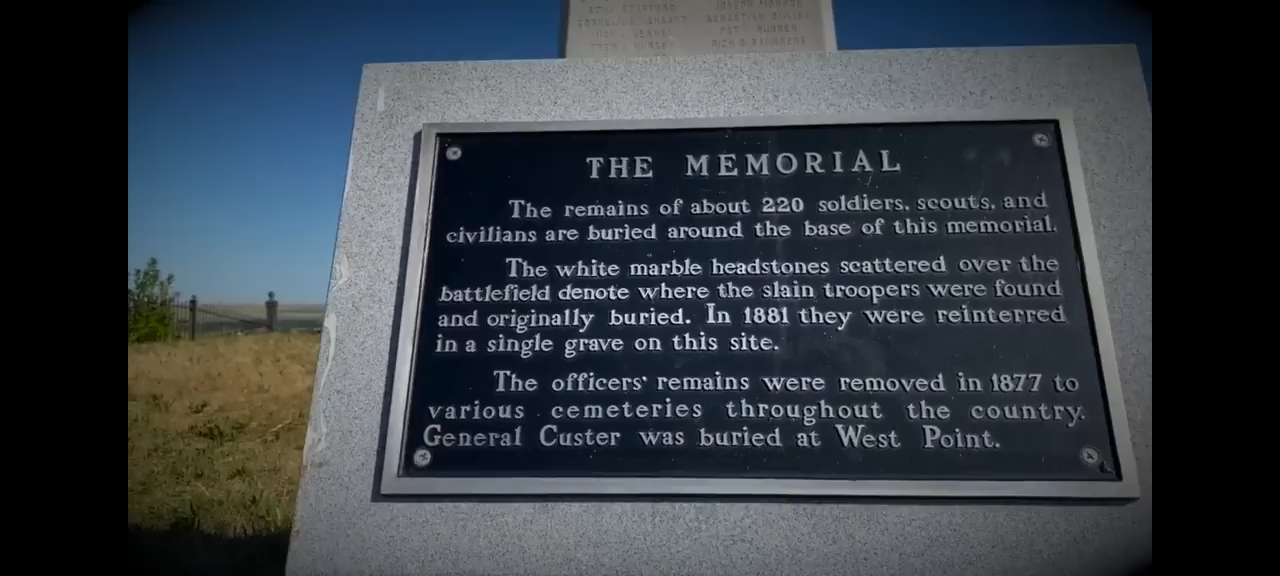 JOSEPH MONROE
THE MEMORIAL
The remains of about 220 soldiers, scouts, and
civilians are buried around the base of this memorial.
The white marble headstones scattered over the
battlefield denote where the slain troopers were found
and originally buried. In 1881 they were reinterred
in a single grave on this site.
The officers' remains were removed in 1877 to
various cemeteries throughout the country.
General Custer was buried at West Point.